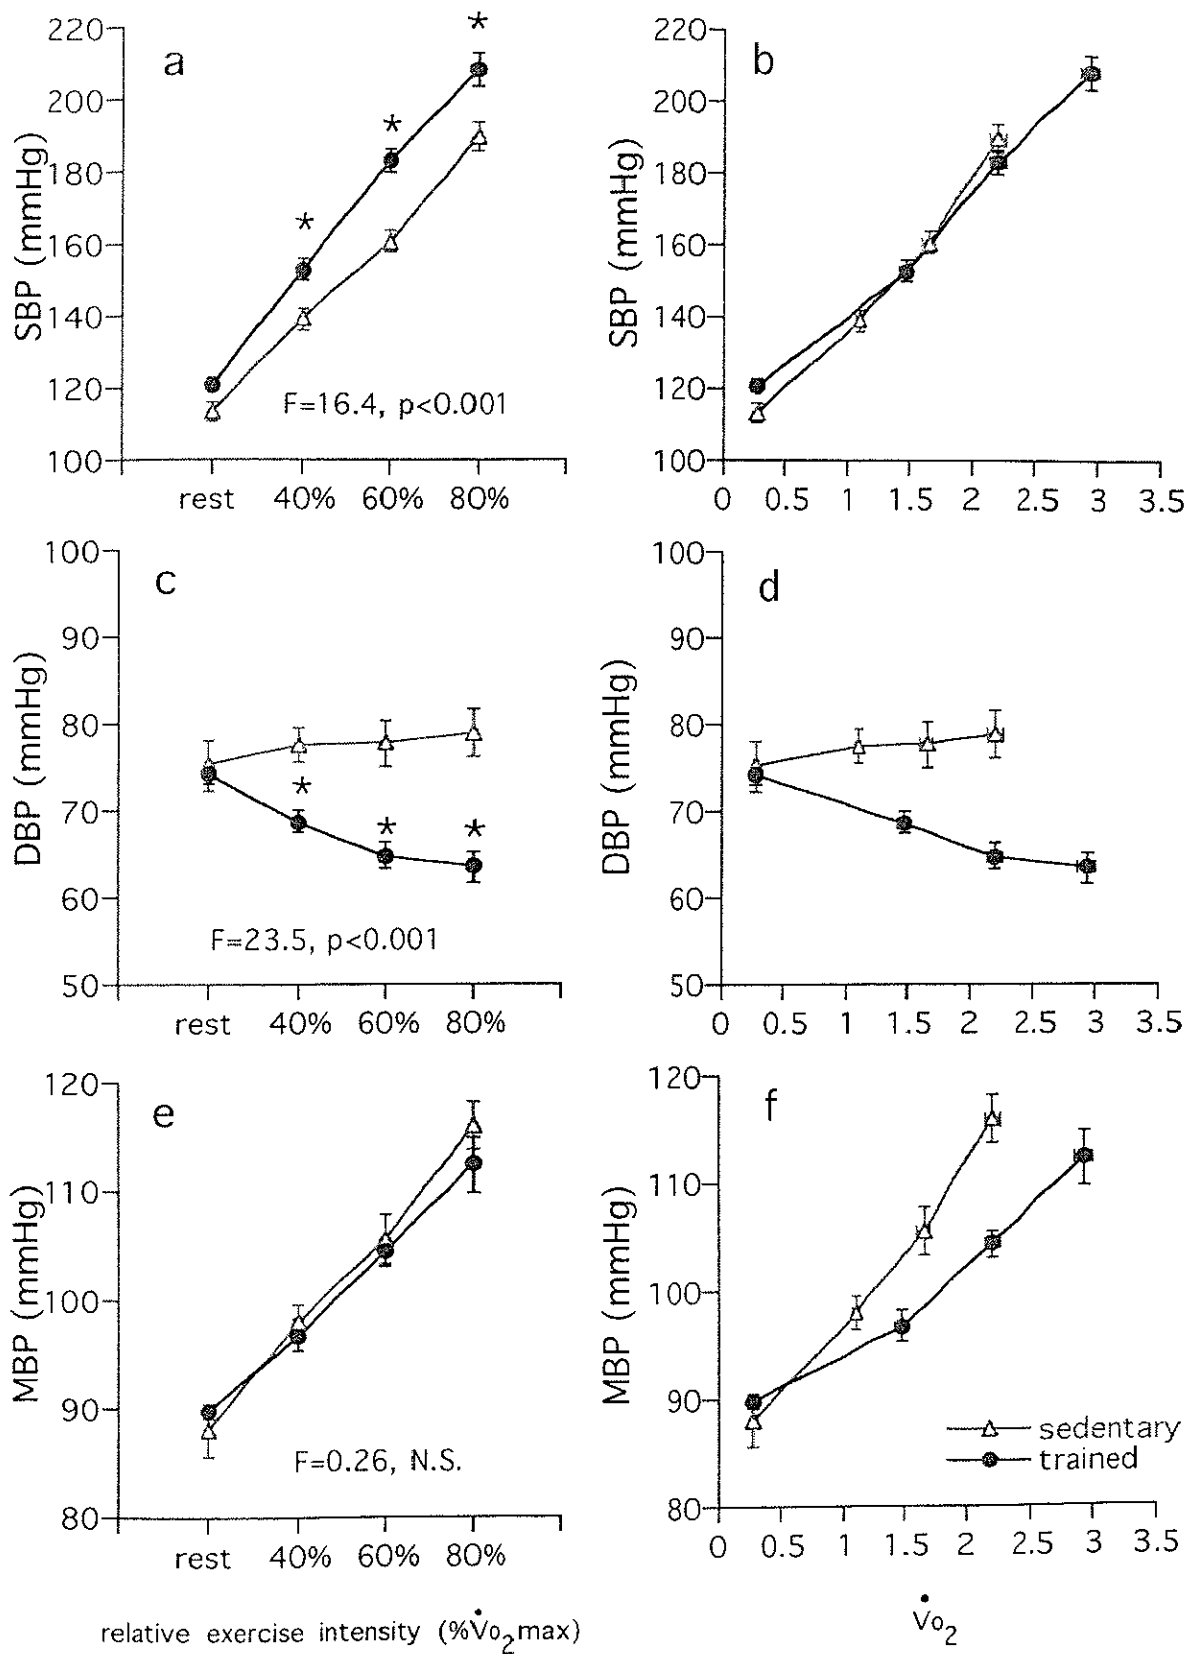 a
SBP (mmHg)
220
200
180
160
140
120
100
*
*
*
F=16.4, p<0.001
rest 40% 60% 80%
b
SBP (mmHg)
220
200
180
160
140
120
100
0 0.5 1 1.5 2 2.5 3 3.5
c
DBP (mmHg)
100
90
80
70
60
50
*
*
*
F=23.5, p<0.001
rest 40% 60% 80%
d
DBP (mmHg)
100
90
80
70
60
50
0 0.5 1 1.5 2 2.5 3 3.5
e
MBP (mmHg)
120
110
100
90
80
F=0.26, N.S.
rest 40% 60% 80%
relative exercise intensity (%V̇o₂max)
f
MBP (mmHg)
120
110
100
90
80
sedentary
trained
0 0.5 1 1.5 2 2.5 3 3.5
V̇o₂